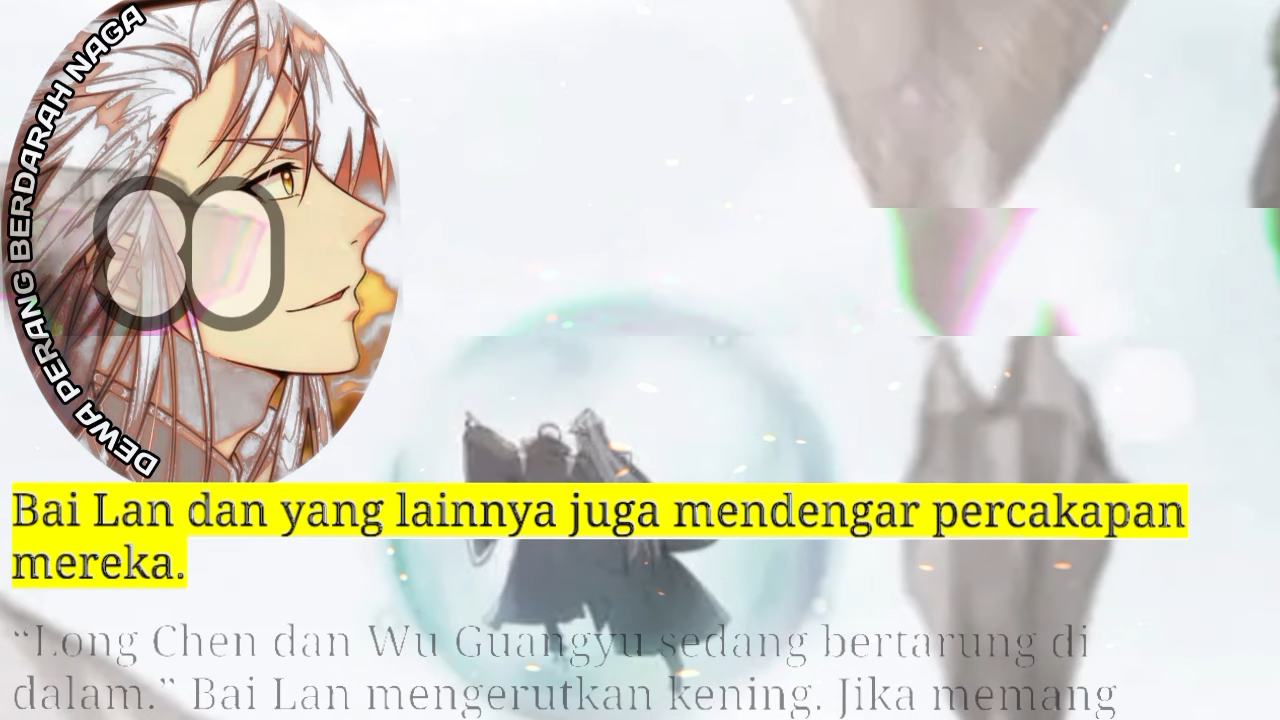 DEWA PERANG BERDARAH NAGA
80
Bai Lan dan yang lainnya juga mendengar percakapan
mereka.
“Long Chen dan Wu Guangyu sedang bertarung di
dalam.” Bai Lan mengerutkan kening. Jika memang